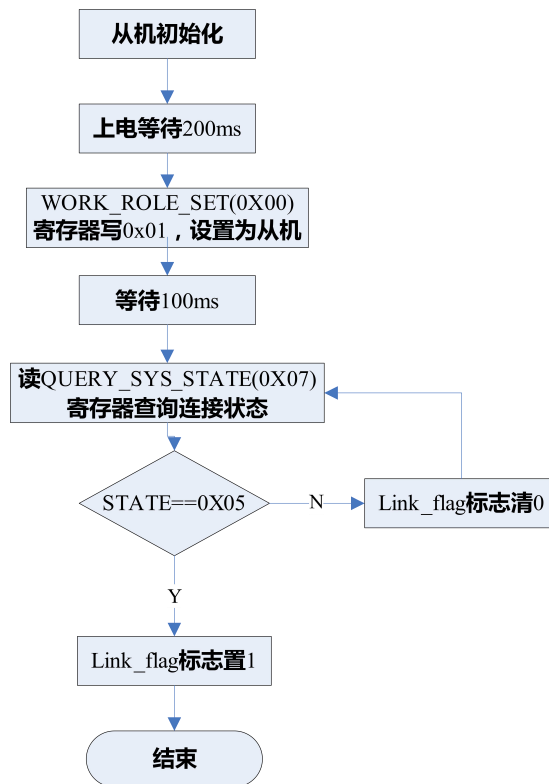 从机初始化
上电等待200ms
WORK_ROLE_SET(0X00)
寄存器写0x01，设置为从机
等待100ms
读QUERY_SYS_STATE(0X07)
寄存器查询连接状态
STATE==0X05
N
Link_flag标志清0
Y
Link_flag标志置1
结束